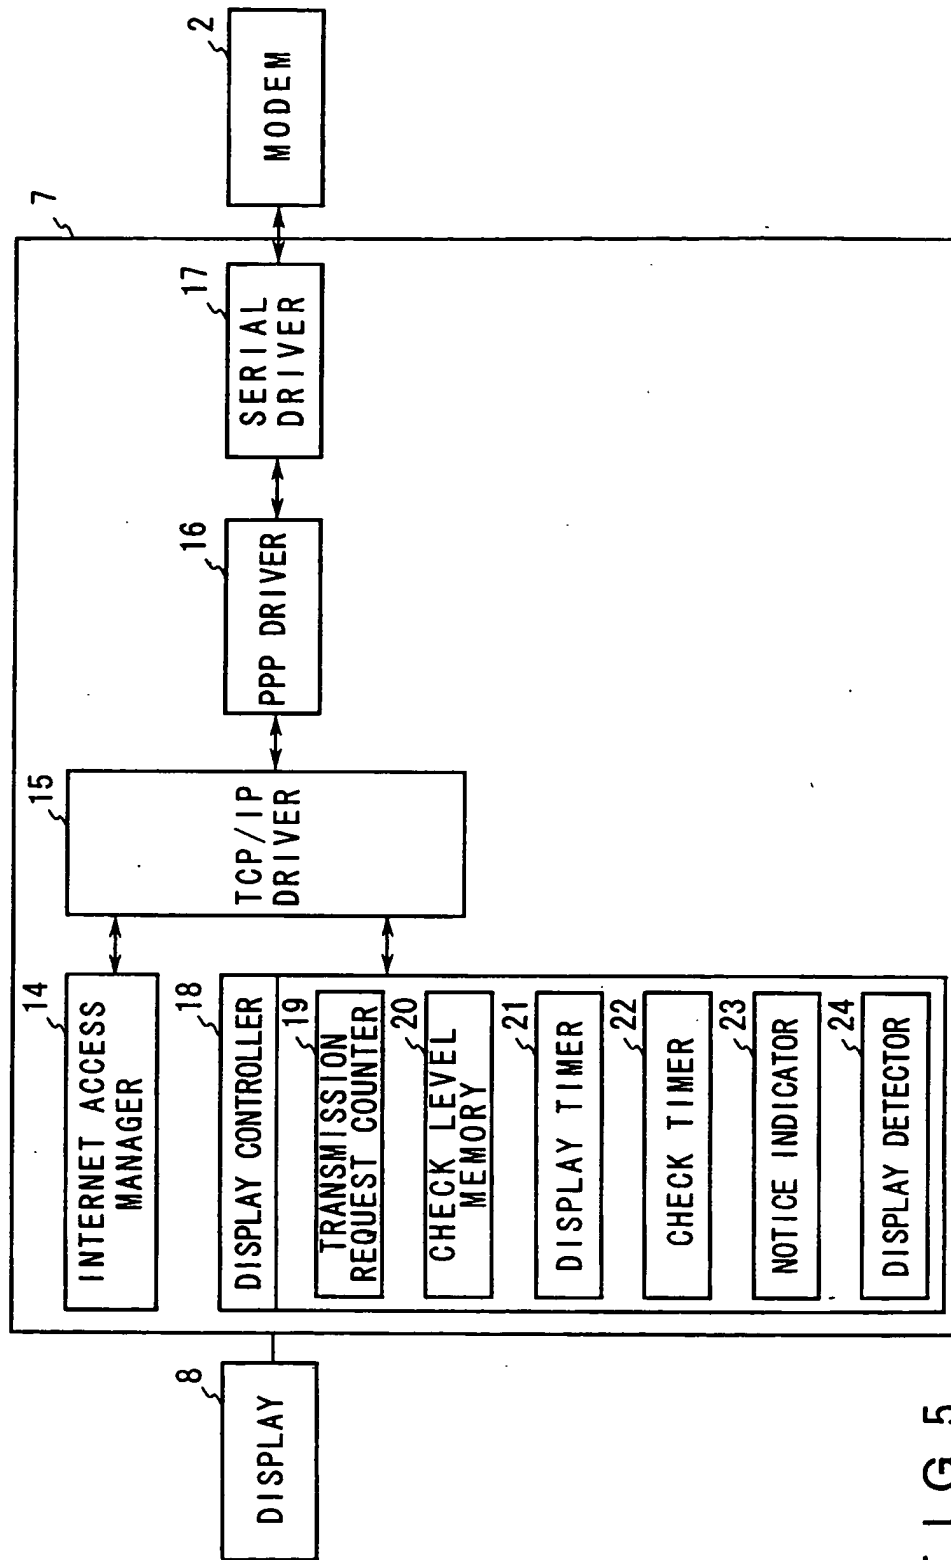 7
2
MODEM
17
SERIAL
DRIVER
16
PPP DRIVER
15
TCP/IP
DRIVER
14
INTERNET ACCESS
MANAGER
18
DISPLAY CONTROLLER
19
TRANSMISSION
REQUEST COUNTER
20
CHECK LEVEL
MEMORY
21
DISPLAY TIMER
22
CHECK TIMER
23
NOTICE INDICATOR
24
DISPLAY DETECTOR
8
DISPLAY
I G 5